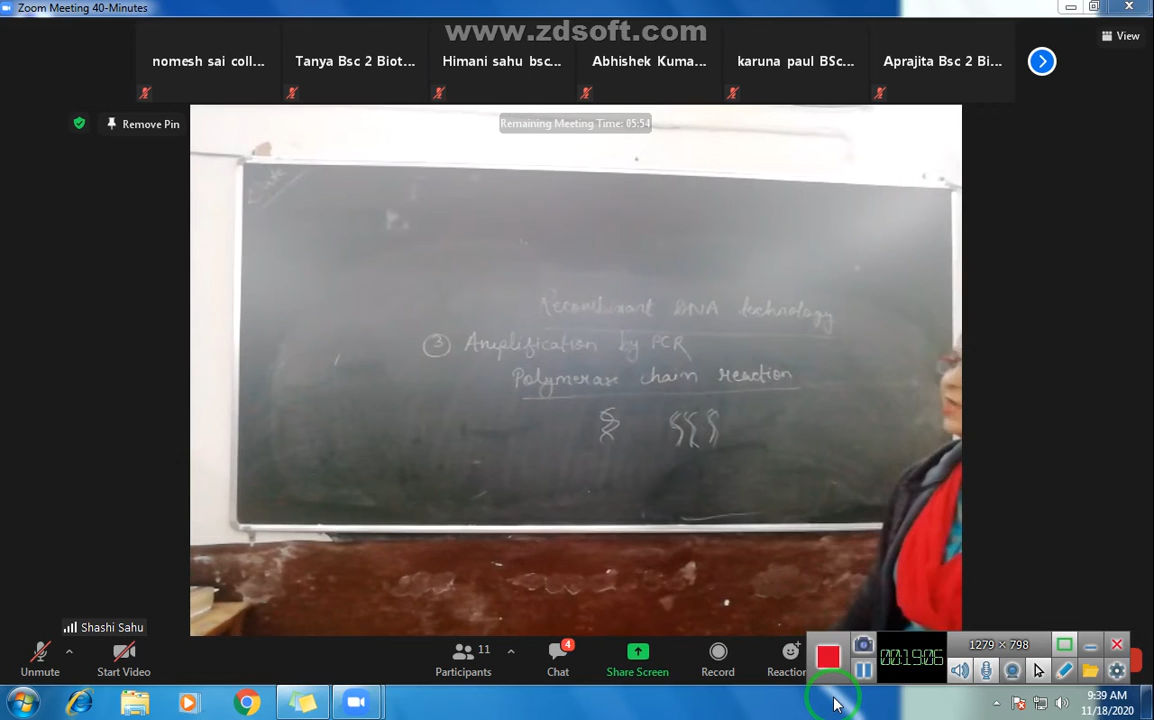 Zoom Meeting 40-Minutes
www.zdsoft.com
View
nomesh sai coll...
Tanya Bsc 2 Biot...
Himani sahu bsc...
Abhishek Kuma...
karuna paul BSc...
Aprajita Bsc 2 Bi...
Remove Pin
Remaining Meeting Time: 05:54
Recombinant DNA technology
3 Amplification by PCR
Polymerase chain reaction
Shashi Sahu
Unmute
Start Video
11
Participants
4
Chat
Share Screen
Record
Reaction
00:19:06
1279 × 798
9:39 AM
11/18/2020